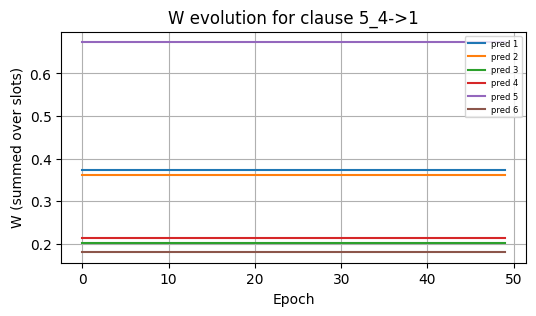 W evolution for clause 5_4->1
W (summed over slots)
0.6
0.5
0.4
0.3
0.2
pred 1
pred 2
pred 3
pred 4
pred 5
pred 6
0 10 20 30 40 50
Epoch